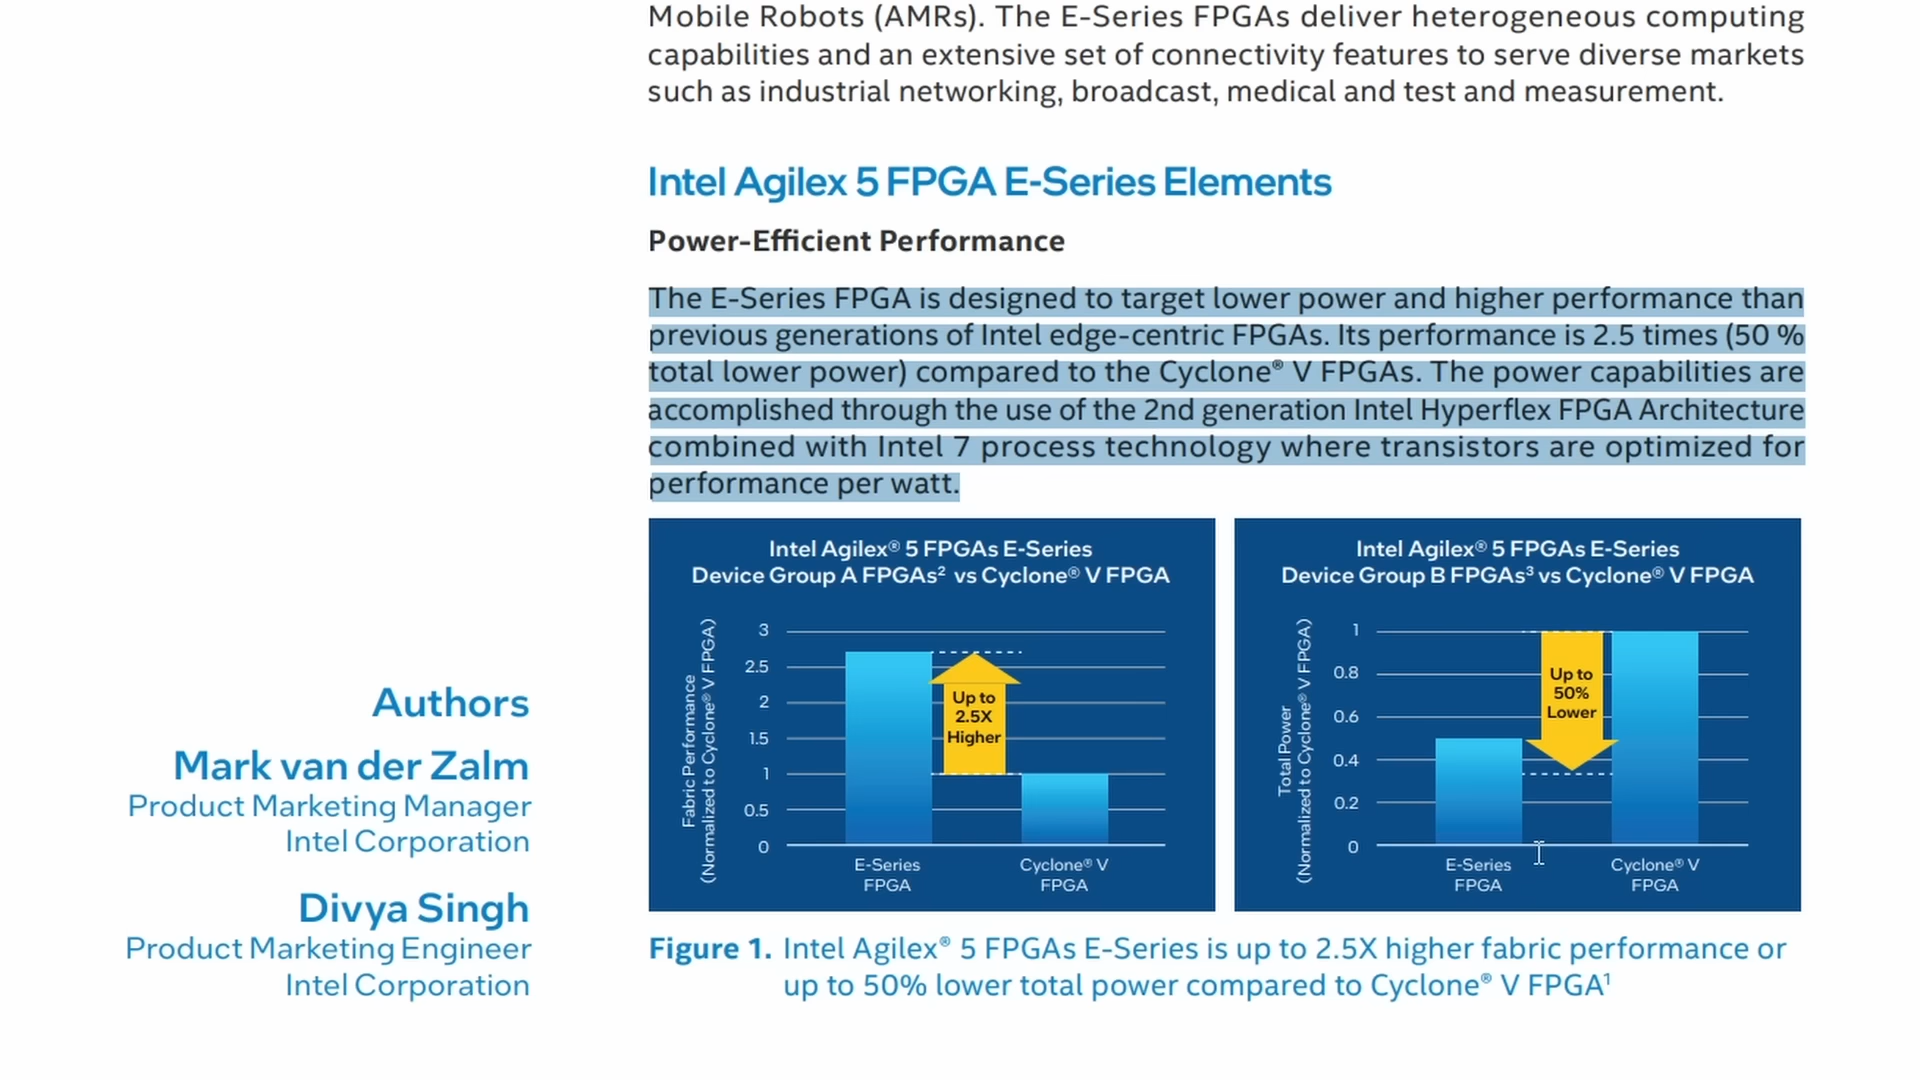 Mobile Robots (AMRs). The E-Series FPGAs deliver heterogeneous computing
capabilities and an extensive set of connectivity features to serve diverse markets
such as industrial networking, broadcast, medical and test and measurement.
Intel Agilex 5 FPGA E-Series Elements
Power-Efficient Performance
The E-Series FPGA is designed to target lower power and higher performance than
previous generations of Intel edge-centric FPGAs. Its performance is 2.5 times (50 %
total lower power) compared to the Cyclone® V FPGAs. The power capabilities are
accomplished through the use of the 2nd generation Intel Hyperflex FPGA Architecture
combined with Intel 7 process technology where transistors are optimized for
performance per watt.
Authors
Mark van der Zalm
Product Marketing Manager
Intel Corporation
Divya Singh
Product Marketing Engineer
Intel Corporation
Intel Agilex® 5 FPGAs E-Series
Device Group A FPGAs² vs Cyclone® V FPGA
Fabric Performance
(Normalized to Cyclone® V FPGA)
3
2.5
2
1.5
1
0.5
0
Up to
2.5X
Higher
E-Series
FPGA
Cyclone® V
FPGA
Intel Agilex® 5 FPGAs E-Series
Device Group B FPGAs³ vs Cyclone® V FPGA
Total Power
(Normalized to Cyclone® V FPGA)
1
0.8
0.6
0.4
0.2
0
Up to
50%
Lower
E-Series
FPGA
Cyclone® V
FPGA
Figure 1. Intel Agilex® 5 FPGAs E-Series is up to 2.5X higher fabric performance or
up to 50% lower total power compared to Cyclone® V FPGA¹